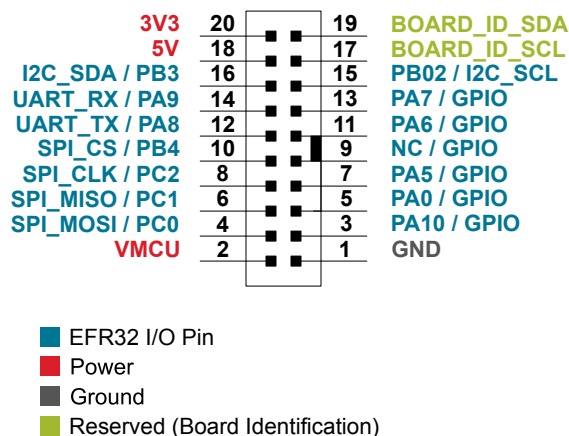 3V3 20 19 BOARD_ID_SDA
5V 18 17 BOARD_ID_SCL
I2C_SDA / PB3 16 15 PB02 / I2C_SCL
UART_RX / PA9 14 13 PA7 / GPIO
UART_TX / PA8 12 11 PA6 / GPIO
SPI_CS / PB4 10 9 NC / GPIO
SPI_CLK / PC2 8 7 PA5 / GPIO
SPI_MISO / PC1 6 5 PA0 / GPIO
SPI_MOSI / PC0 4 3 PA10 / GPIO
VMCU 2 1 GND
EFR32 I/O Pin
Power
Ground
Reserved (Board Identification)